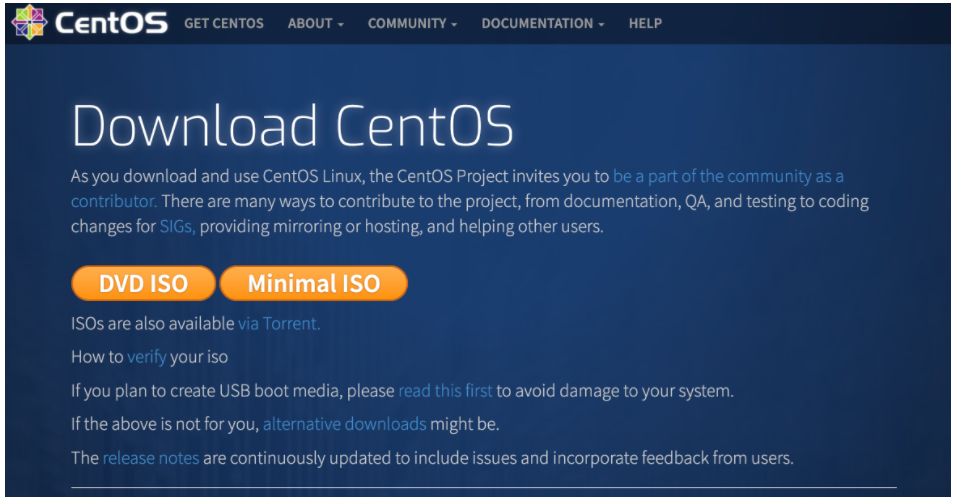 CentOS GET CENTOS ABOUT COMMUNITY DOCUMENTATION HELP
Download CentOS
As you download and use CentOS Linux, the CentOS Project invites you to be a part of the community as a
contributor. There are many ways to contribute to the project, from documentation, QA, and testing to coding
changes for SIGs, providing mirroring or hosting, and helping other users.
DVD ISO Minimal ISO
ISOs are also available via Torrent.
How to verify your iso
If you plan to create USB boot media, please read this first to avoid damage to your system.
If the above is not for you, alternative downloads might be.
The release notes are continuously updated to include issues and incorporate feedback from users.